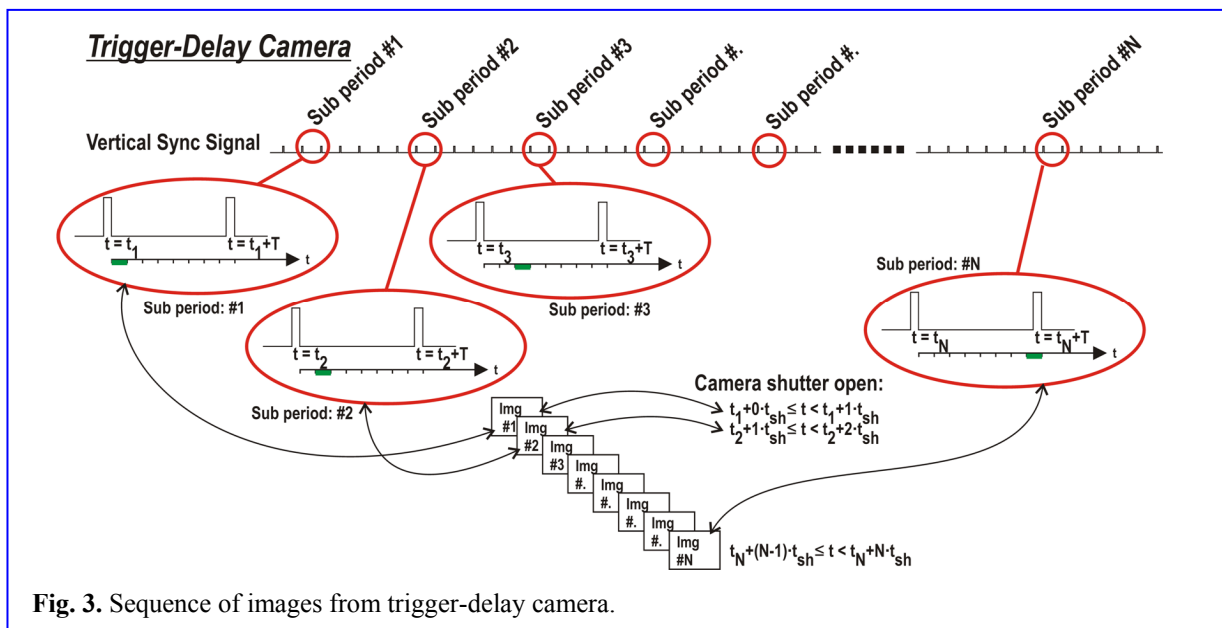 Trigger-Delay Camera
Sub period #1
Sub period #2
Sub period #3
Sub period #.
Sub period #.
Sub period #N
Vertical Sync Signal
t = t1
t = t1+T
t
Sub period: #1
t = t2
t = t2+T
t
Sub period: #2
t = t3
t = t3+T
t
Sub period: #3
Sub period: #N
t = tN
t = tN+T
t
Camera shutter open:
t1+0·tsh ≤ t < t1+1·tsh
t2+1·tsh ≤ t < t2+2·tsh
Img
#1
Img
#2
Img
#3
Img
#.
Img
#.
Img
#.
Img
#.
Img
#N
tN+(N-1)·tsh ≤ t < tN+N·tsh
Fig. 3. Sequence of images from trigger-delay camera.